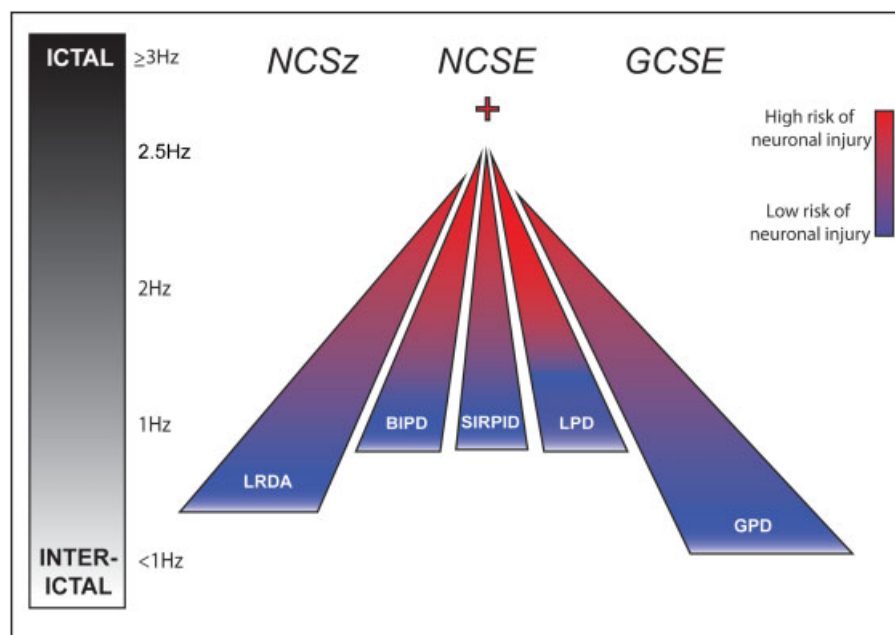 ICTAL
≥3Hz
NCSz
NCSE
GCSE
+
2.5Hz
High risk of
neuronal injury
Low risk of
neuronal injury
2Hz
1Hz
BIPD
SIRPID
LPD
LRDA
GPD
INTER-
ICTAL
<1Hz